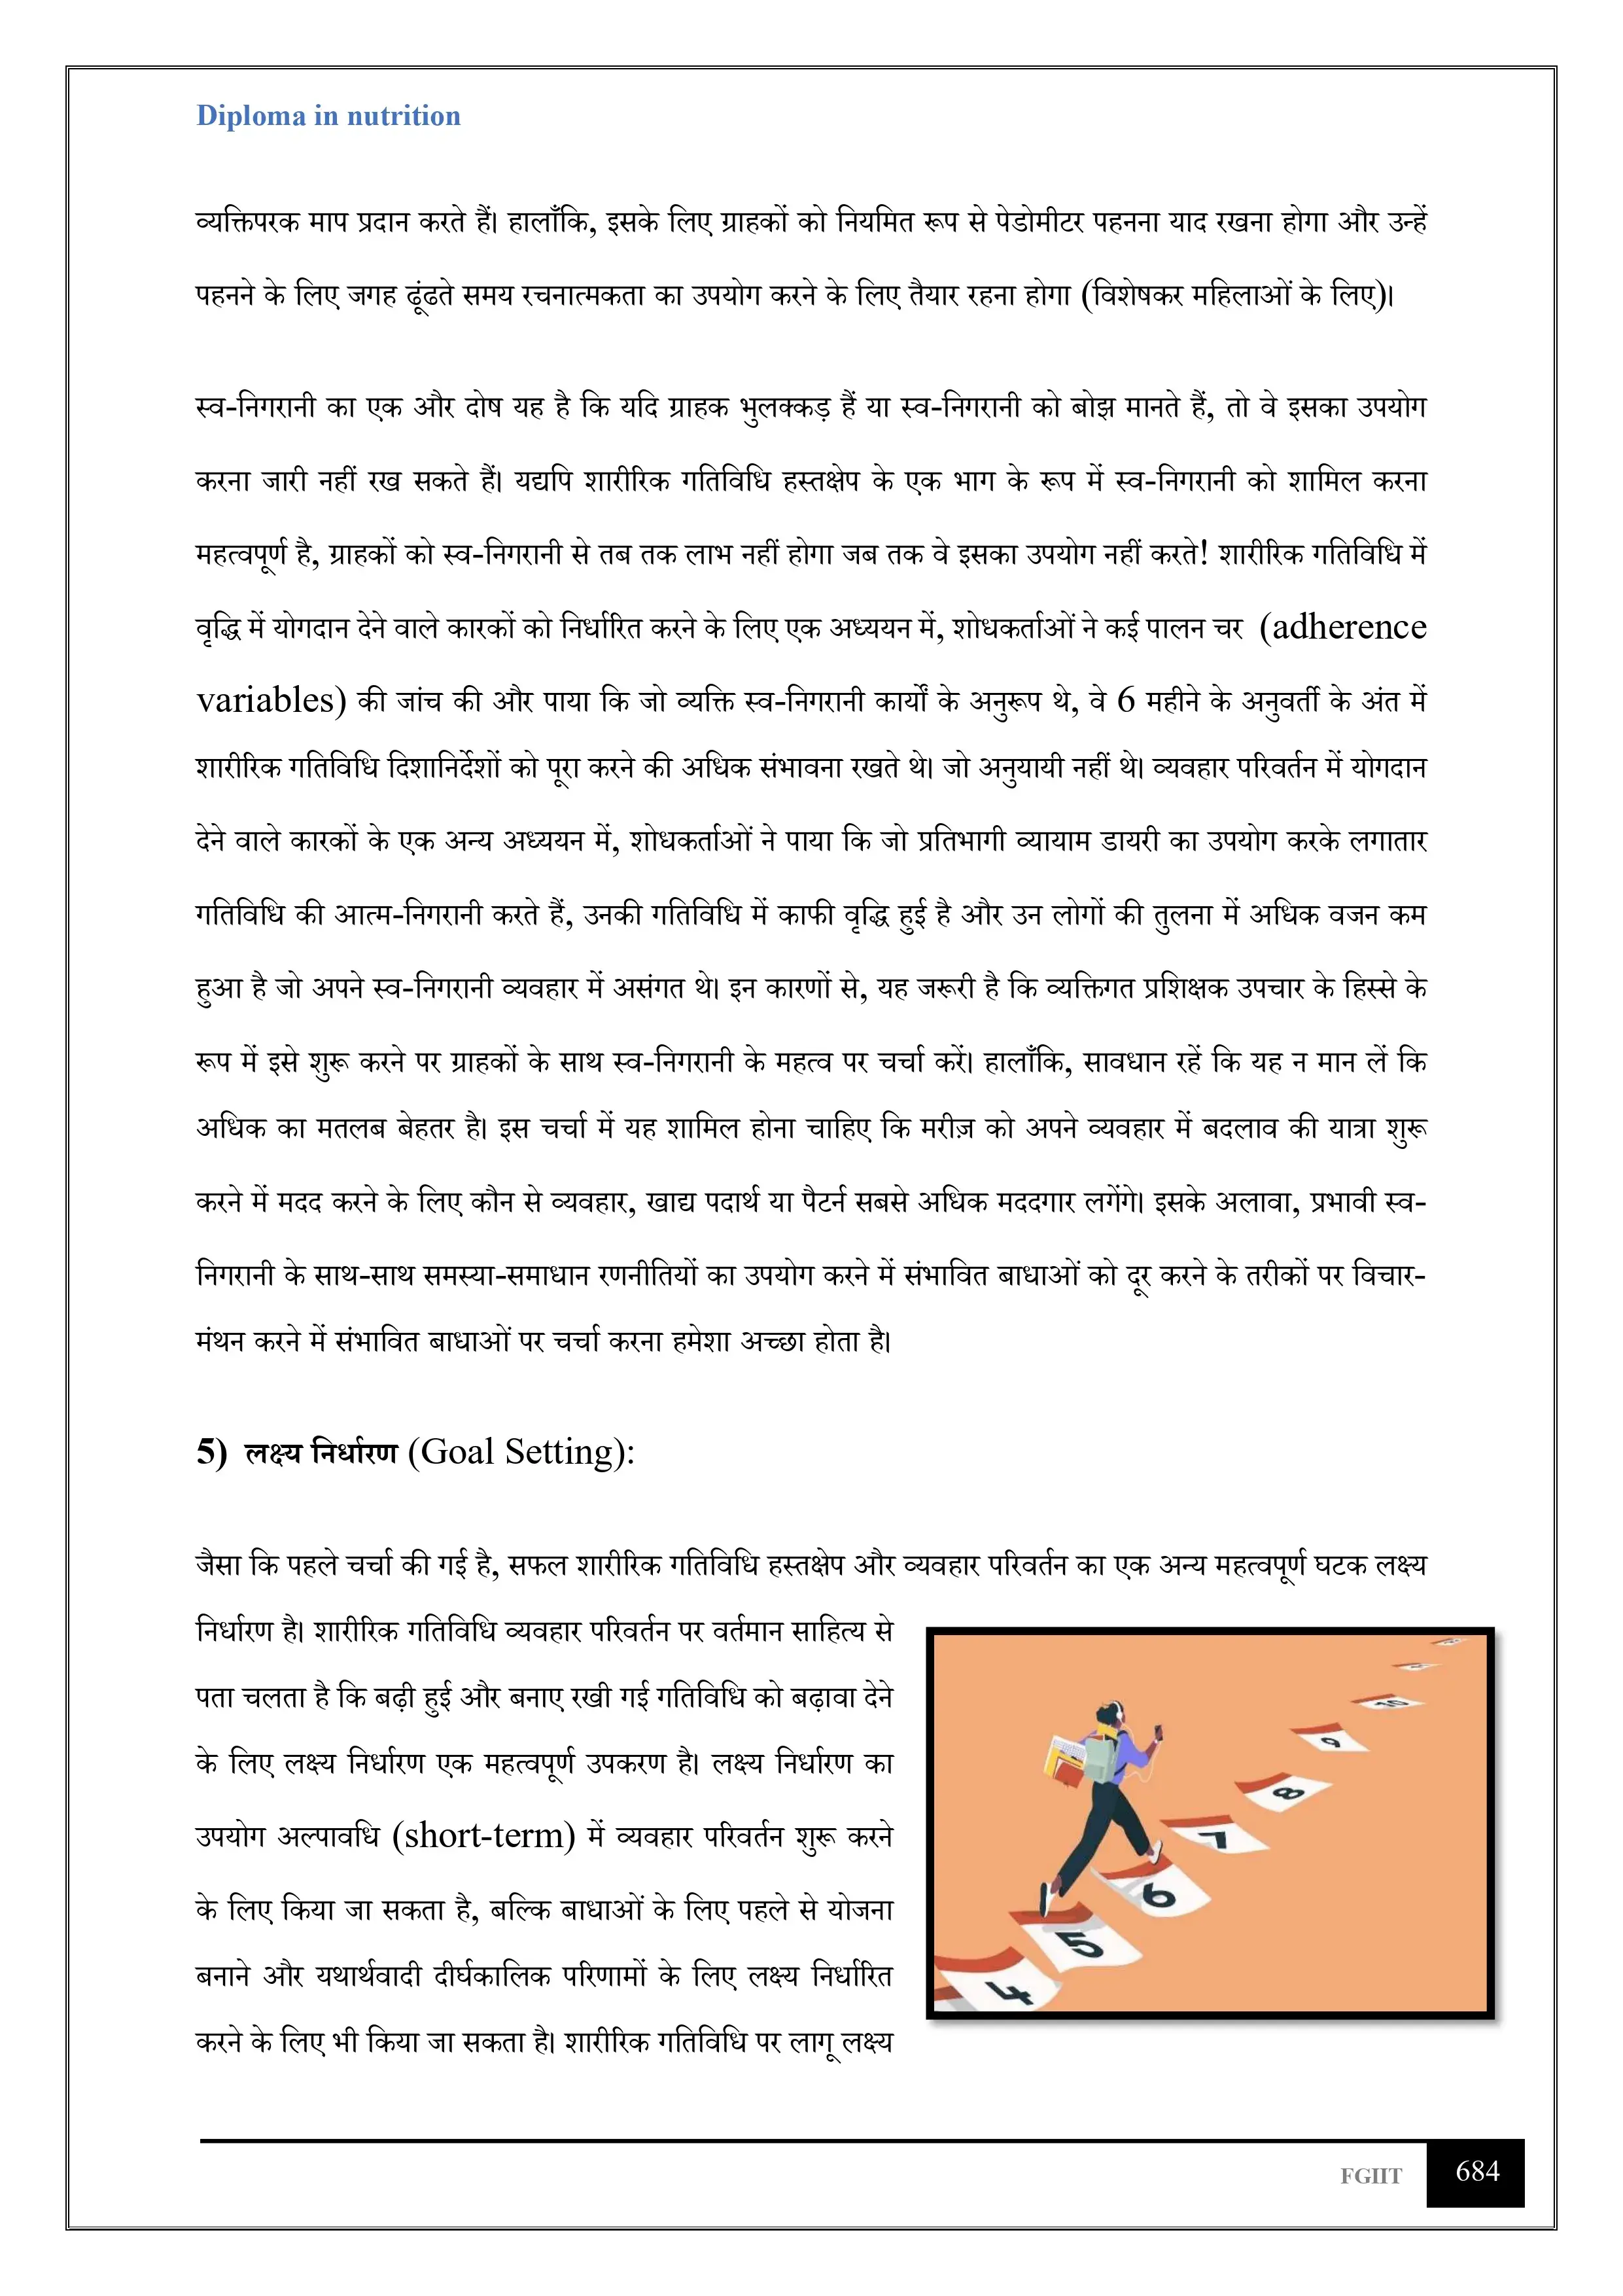 Diploma in nutrition
व्यक्तिपरक माप प्रदान करते हैं। हालाँकि, इसके लिए ग्राहकों को नियमित रूप से पेडोमीटर पहनना याद रखना होगा और उन्हें
पहनने के लिए जगह ढूंढते समय रचनात्मकता का उपयोग करने के लिए तैयार रहना होगा (विशेषकर महिलाओं के लिए)।
स्व-निगरानी का एक और दोष यह है कि यदि ग्राहक भुलक्कड़ हैं या स्व-निगरानी को बोझ मानते हैं, तो वे इसका उपयोग
करना जारी नहीं रख सकते हैं। यद्यपि शारीरिक गतिविधि हस्तक्षेप के एक भाग के रूप में स्व-निगरानी को शामिल करना
महत्वपूर्ण है, ग्राहकों को स्व-निगरानी से तब तक लाभ नहीं होगा जब तक वे इसका उपयोग नहीं करते! शारीरिक गतिविधि में
वृद्धि में योगदान देने वाले कारकों को निर्धारित करने के लिए एक अध्ययन में, शोधकर्ताओं ने कई पालन चर (adherence
variables) की जांच की और पाया कि जो व्यक्ति स्व-निगरानी कार्यों के अनुरूप थे, वे 6 महीने के अनुवर्ती के अंत में
शारीरिक गतिविधि दिशानिर्देशों को पूरा करने की अधिक संभावना रखते थे। जो अनुयायी नहीं थे। व्यवहार परिवर्तन में योगदान
देने वाले कारकों के एक अन्य अध्ययन में, शोधकर्ताओं ने पाया कि जो प्रतिभागी व्यायाम डायरी का उपयोग करके लगातार
गतिविधि की आत्म-निगरानी करते हैं, उनकी गतिविधि में काफी वृद्धि हुई है और उन लोगों की तुलना में अधिक वजन कम
हुआ है जो अपने स्व-निगरानी व्यवहार में असंगत थे। इन कारणों से, यह जरूरी है कि व्यक्तिगत प्रशिक्षक उपचार के हिस्से के
रूप में इसे शुरू करने पर ग्राहकों के साथ स्व-निगरानी के महत्व पर चर्चा करें। हालाँकि, सावधान रहें कि यह न मान लें कि
अधिक का मतलब बेहतर है। इस चर्चा में यह शामिल होना चाहिए कि मरीज़ को अपने व्यवहार में बदलाव की यात्रा शुरू
करने में मदद करने के लिए कौन से व्यवहार, खाद्य पदार्थ या पैटर्न सबसे अधिक मददगार लगेंगे। इसके अलावा, प्रभावी स्व-
निगरानी के साथ-साथ समस्या-समाधान रणनीतियों का उपयोग करने में संभावित बाधाओं को दूर करने के तरीकों पर विचार-
मंथन करने में संभावित बाधाओं पर चर्चा करना हमेशा अच्छा होता है।
5) लक्ष्य निर्धारण (Goal Setting):
जैसा कि पहले चर्चा की गई है, सफल शारीरिक गतिविधि हस्तक्षेप और व्यवहार परिवर्तन का एक अन्य महत्वपूर्ण घटक लक्ष्य
निर्धारण है। शारीरिक गतिविधि व्यवहार परिवर्तन पर वर्तमान साहित्य से
पता चलता है कि बढ़ी हुई और बनाए रखी गई गतिविधि को बढ़ावा देने
के लिए लक्ष्य निर्धारण एक महत्वपूर्ण उपकरण है। लक्ष्य निर्धारण का
उपयोग अल्पावधि (short-term) में व्यवहार परिवर्तन शुरू करने
के लिए किया जा सकता है, बल्कि बाधाओं के लिए पहले से योजना
बनाने और यथार्थवादी दीर्घकालिक परिणामों के लिए लक्ष्य निर्धारित
करने के लिए भी किया जा सकता है। शारीरिक गतिविधि पर लागू लक्ष्य
10
9
8
7
6
5
4
FGIIT
684